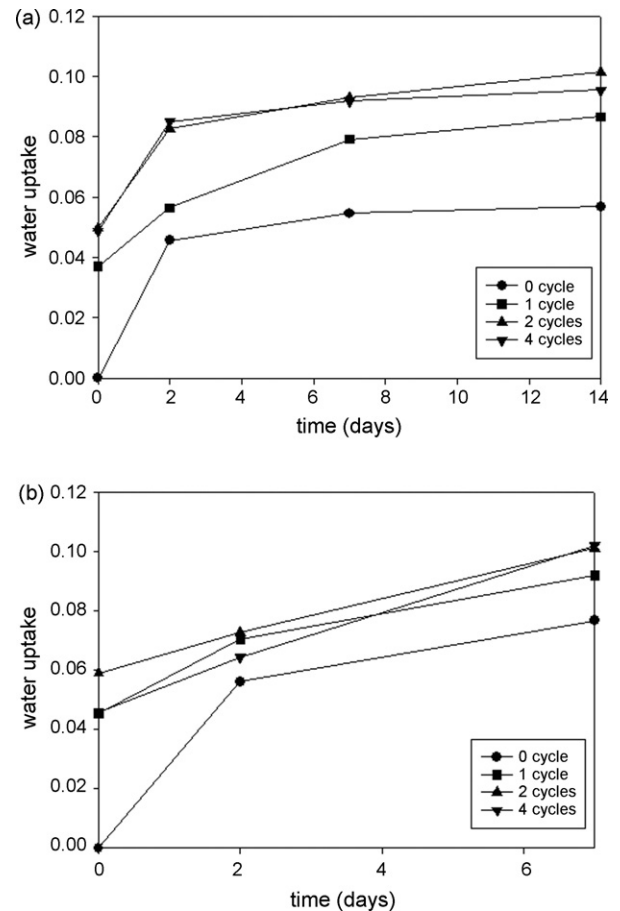 (a)
0.12
0.10
0.08
0.06
0.04
0.02
0.00
water uptake
0 cycle
1 cycle
2 cycles
4 cycles
0 2 4 6 8 10 12 14
time (days)
(b)
0.12
0.10
0.08
0.06
0.04
0.02
0.00
water uptake
0 cycle
1 cycle
2 cycles
4 cycles
0 2 4 6
time (days)